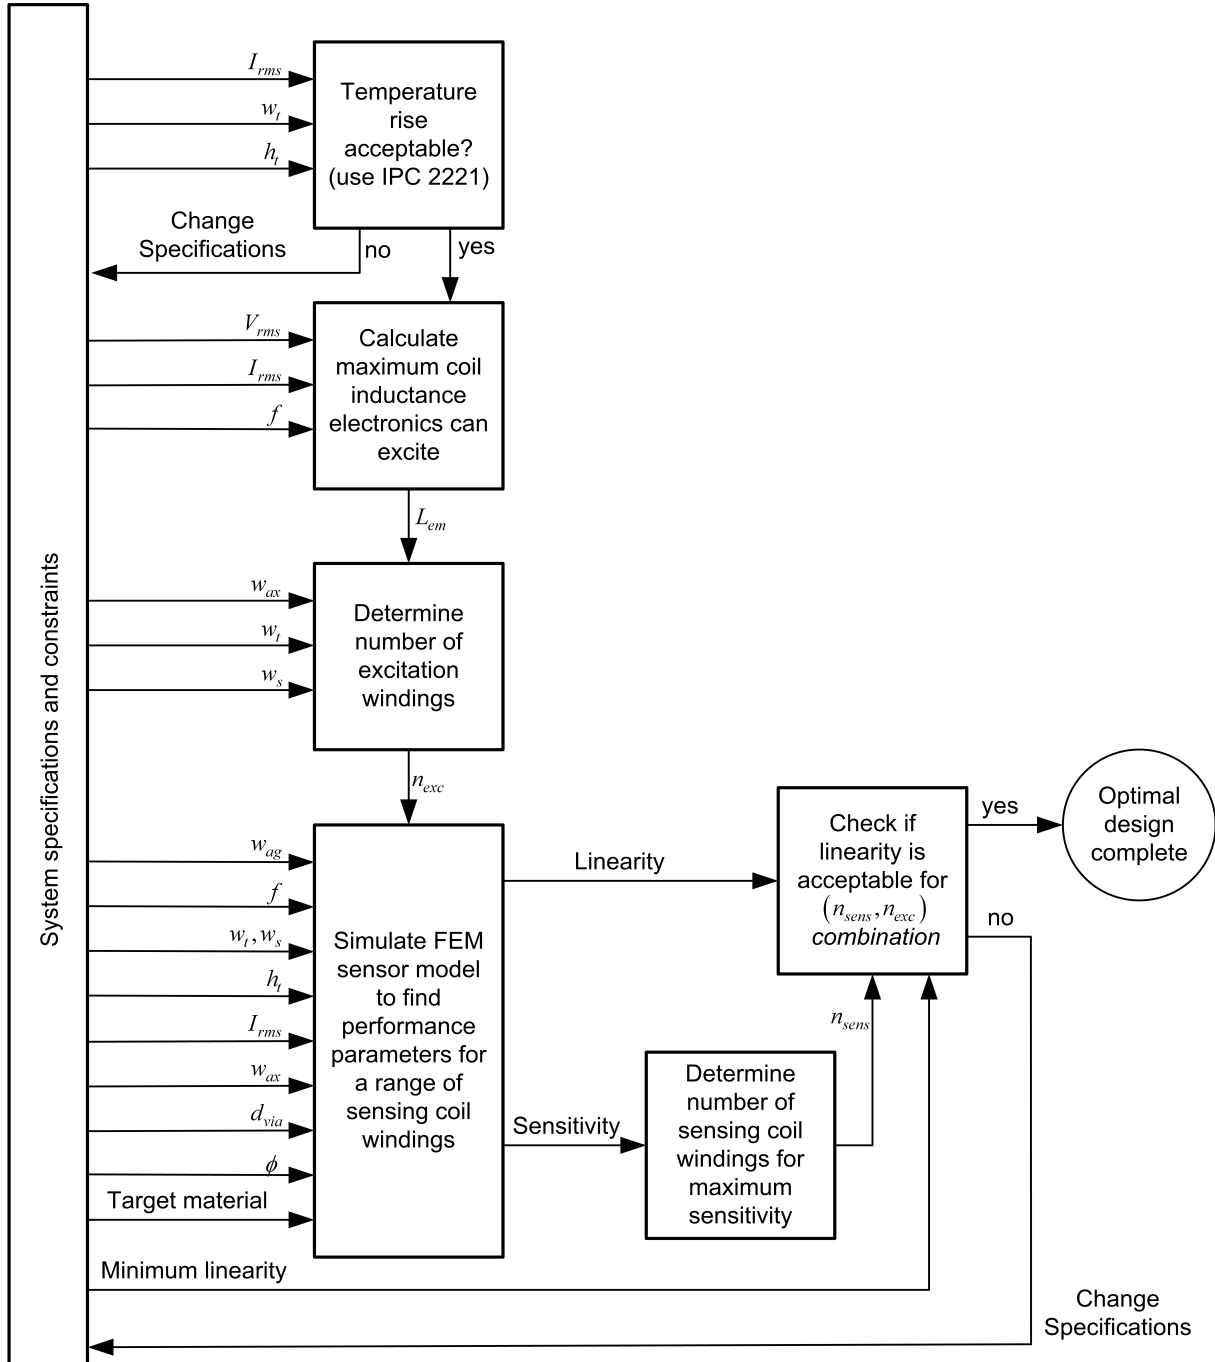 System specifications and constraints
I_rms
w_t
h_t
Temperature
rise
acceptable?
(use IPC 2221)
Change
Specifications
no
yes
V_rms
I_rms
f
Calculate
maximum coil
inductance
electronics can
excite
L_em
w_ax
w_t
w_s
Determine
number of
excitation
windings
n_exc
w_ag
f
w_t, w_s
h_t
I_rms
w_ax
d_via
ϕ
Target material
Simulate FEM
sensor model
to find
performance
parameters for
a range of
sensing coil
windings
Linearity
Sensitivity
Determine
number of
sensing coil
windings for
maximum
sensitivity
n_sens
Check if
linearity is
acceptable for
(n_sens, n_exc)
combination
yes
no
Optimal
design
complete
Minimum linearity
Change
Specifications